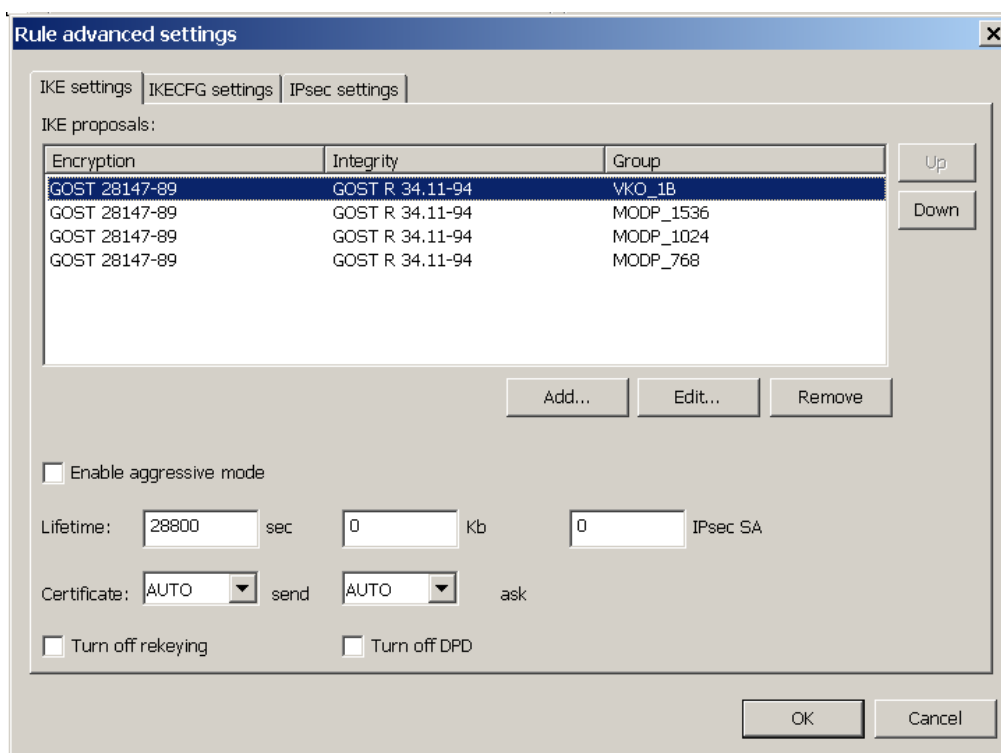 Rule advanced settings
IKE settings IKECFG settings IPsec settings
IKE proposals:
Encryption Integrity Group
Up
GOST 28147-89 GOST R 34.11-94 VKO_1B
GOST 28147-89 GOST R 34.11-94 MODP_1536
Down
GOST 28147-89 GOST R 34.11-94 MODP_1024
GOST 28147-89 GOST R 34.11-94 MODP_768
Add... Edit... Remove
Enable aggressive mode
Lifetime: 28800 sec 0 Kb 0 IPsec SA
Certificate: AUTO send AUTO ask
Turn off rekeying Turn off DPD
OK Cancel